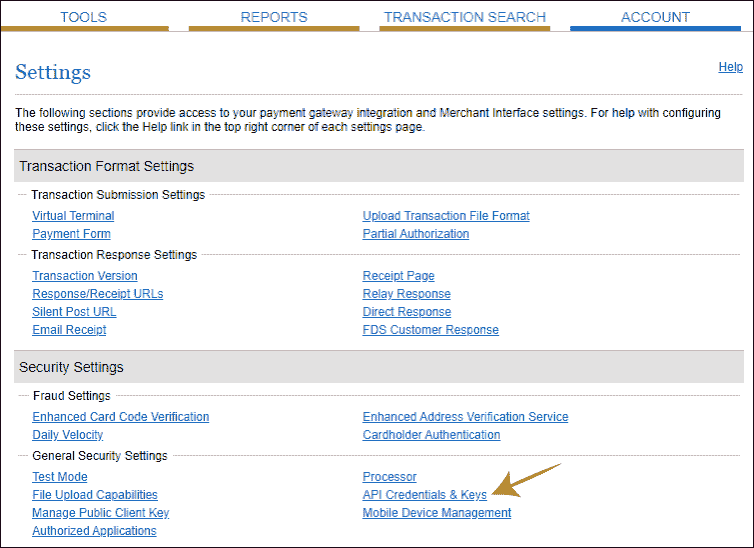 TOOLS REPORTS TRANSACTION SEARCH ACCOUNT
Settings Help
The following sections provide access to your payment gateway integration and Merchant Interface settings. For help with configuring
these settings, click the Help link in the top right corner of each settings page.
Transaction Format Settings
Transaction Submission Settings
Virtual Terminal Upload Transaction File Format
Payment Form Partial Authorization
Transaction Response Settings
Transaction Version Receipt Page
Response/Receipt URLs Relay Response
Silent Post URL Direct Response
Email Receipt FDS Customer Response
Security Settings
Fraud Settings
Enhanced Card Code Verification Enhanced Address Verification Service
Daily Velocity Cardholder Authentication
General Security Settings
Test Mode Processor
File Upload Capabilities API Credentials & Keys
Manage Public Client Key Mobile Device Management
Authorized Applications